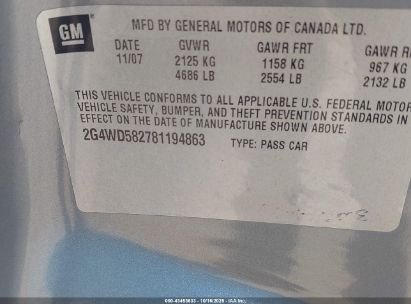 GM
MFD BY GENERAL MOTORS OF CANADA LTD.
DATE GVWR GAWR FRT GAWR R
11/07 2125 KG 1158 KG 967 KG
4686 LB 2554 LB 2132 LB
THIS VEHICLE CONFORMS TO ALL APPLICABLE U.S. FEDERAL MOTOR
VEHICLE SAFETY, BUMPER, AND THEFT PREVENTION STANDARDS IN
EFFECT ON THE DATE OF MANUFACTURE SHOWN ABOVE.
2G4WD582781194863 TYPE: PASS CAR